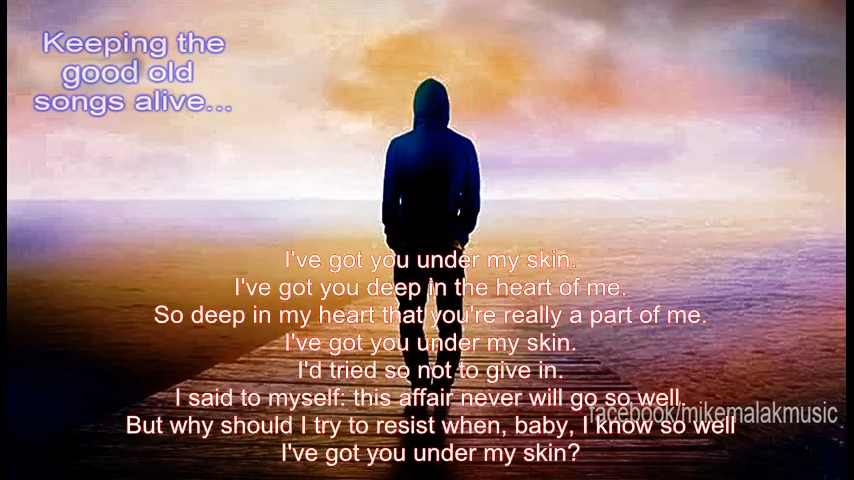 Keeping the
good old
songs alive...
I've got you under my skin.
I've got you deep in the heart of me.
So deep in my heart that you're really a part of me.
I've got you under my skin.
I'd tried so not to give in.
I said to myself: this affair never will go so well.
facebook/mikemalakmusic
But why should I try to resist when, baby, I know so well
I've got you under my skin?